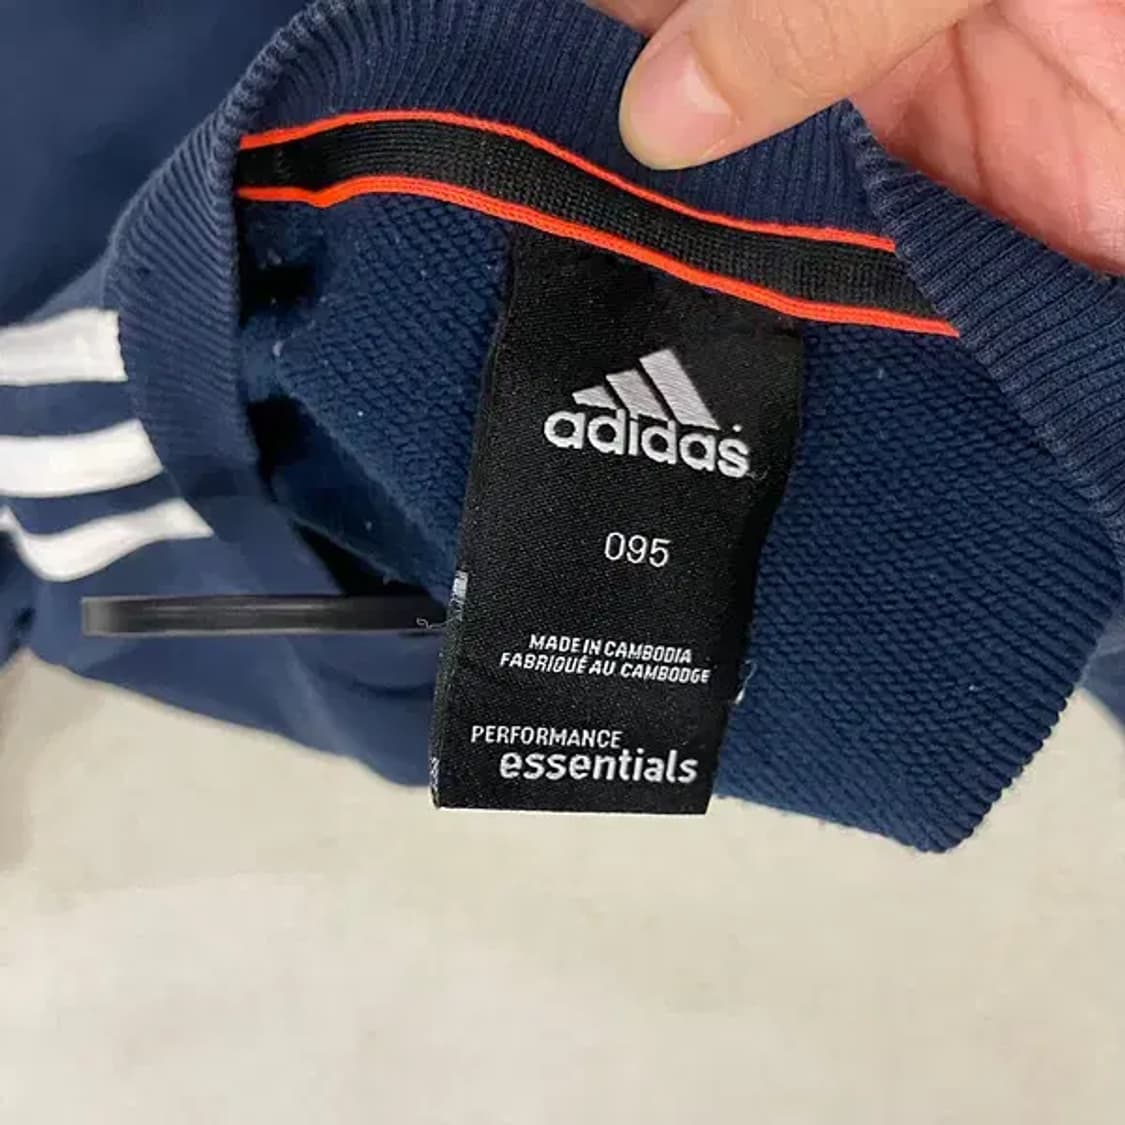 adidas
095
MADE IN CAMBODIA
FABRIQUÉ AU CAMBODGE
PERFORMANCE
essentials